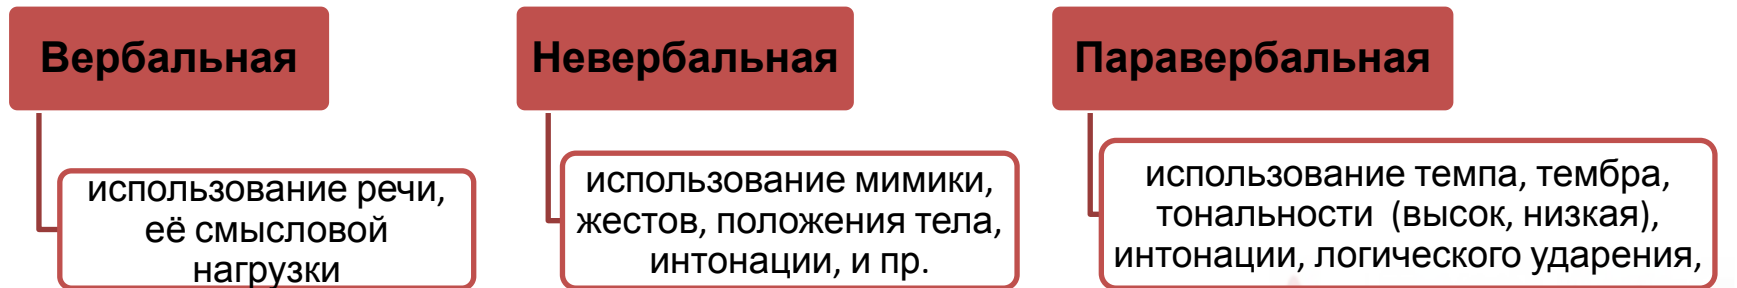 Вербальная
использование речи,
её смысловой
нагрузки
Невербальная
использование мимики,
жестов, положения тела,
интонации, и пр.
Паравербальная
использование темпа, тембра,
тональности (высок, низкая),
интонации, логического ударения,